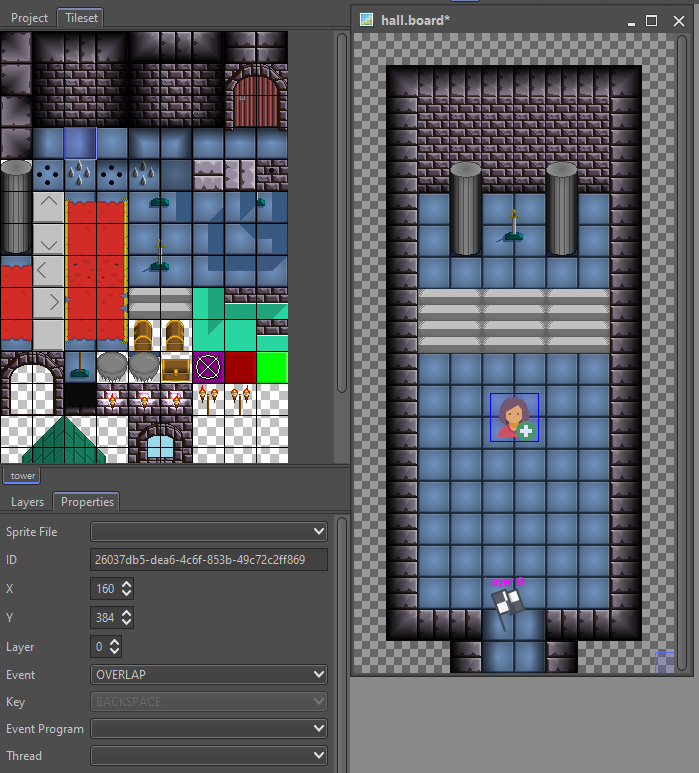 Project Tileset
hall.board*
tower
Layers Properties
Sprite File
ID 26037db5-dea6-4c6f-853b-49c72c2ff869
X 160
Y 384
Layer 0
Event OVERLAP
Key BACKSPACE
Event Program
Thread